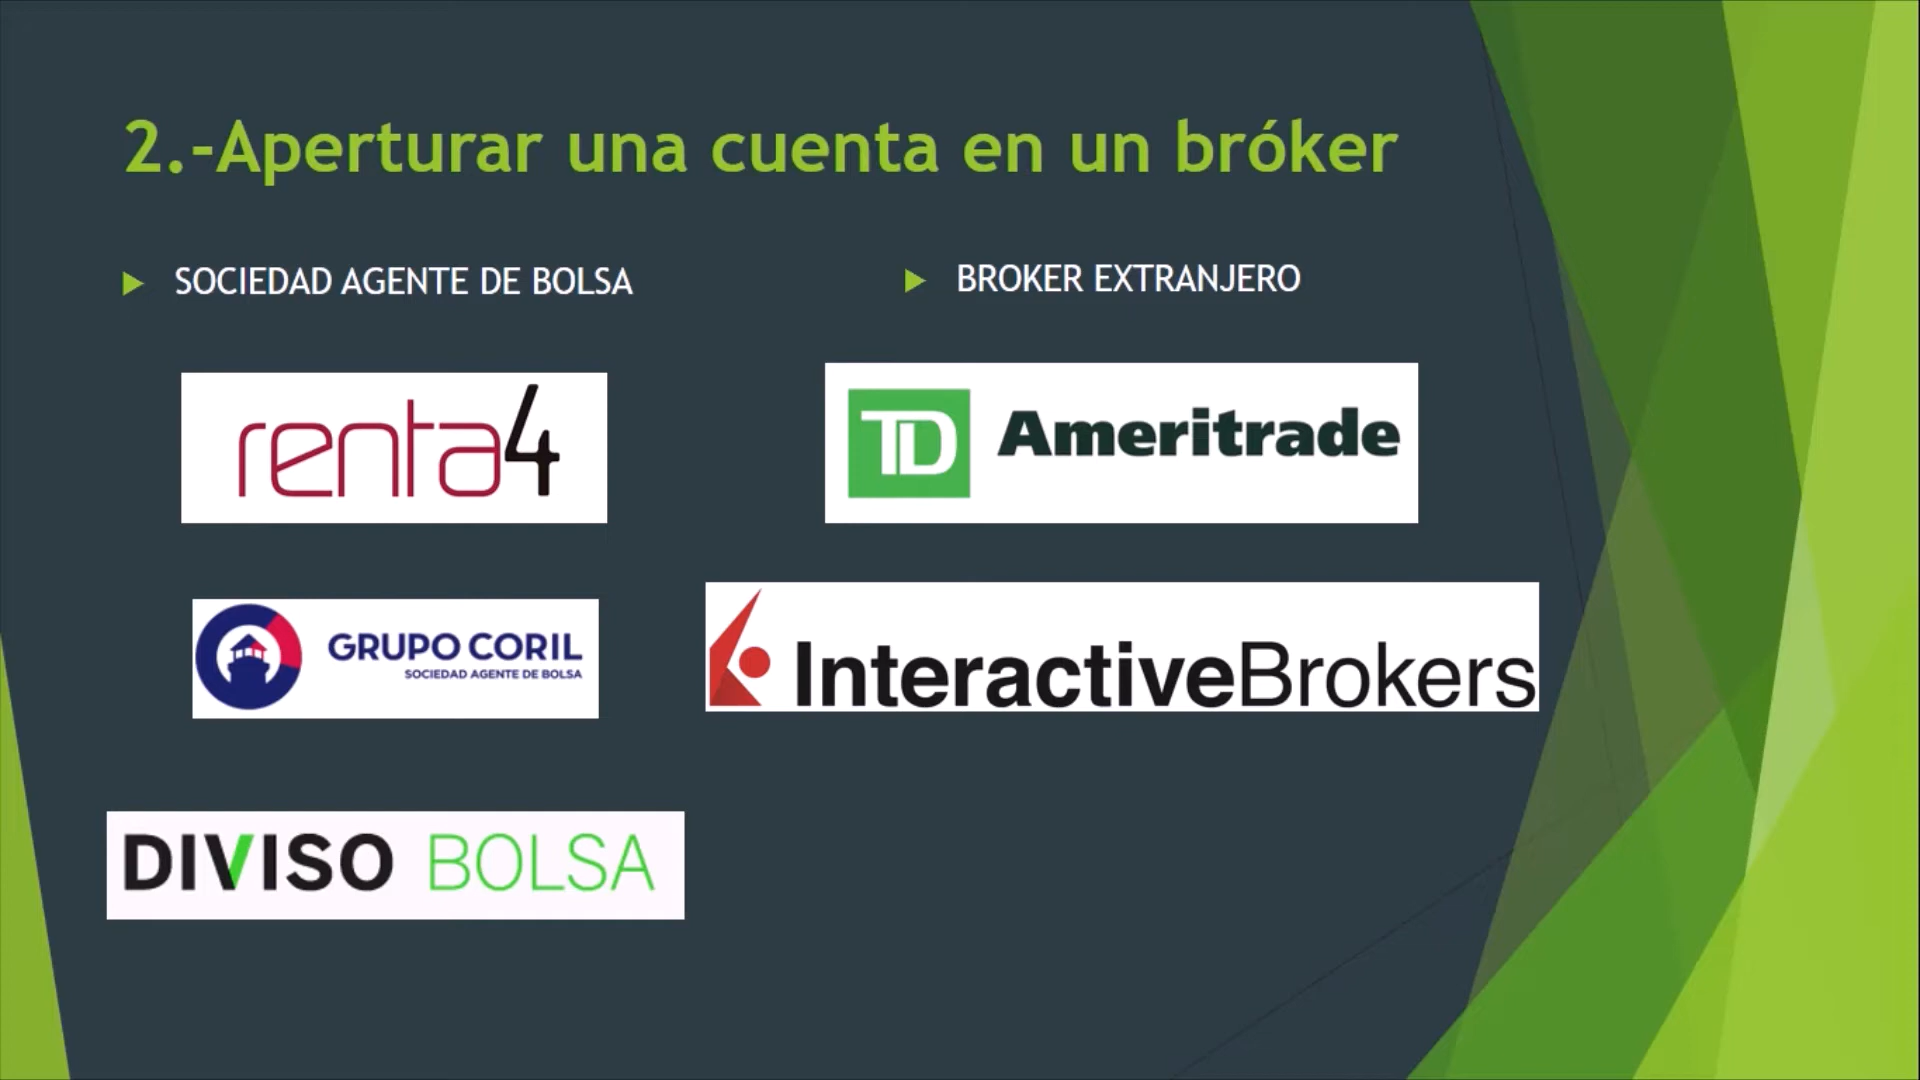 2.-Aperturar una cuenta en un bróker
SOCIEDAD AGENTE DE BOLSA
renta4
GRUPO CORIL
SOCIEDAD AGENTE DE BOLSA
DIVISO BOLSA
BROKER EXTRANJERO
TD Ameritrade
InteractiveBrokers